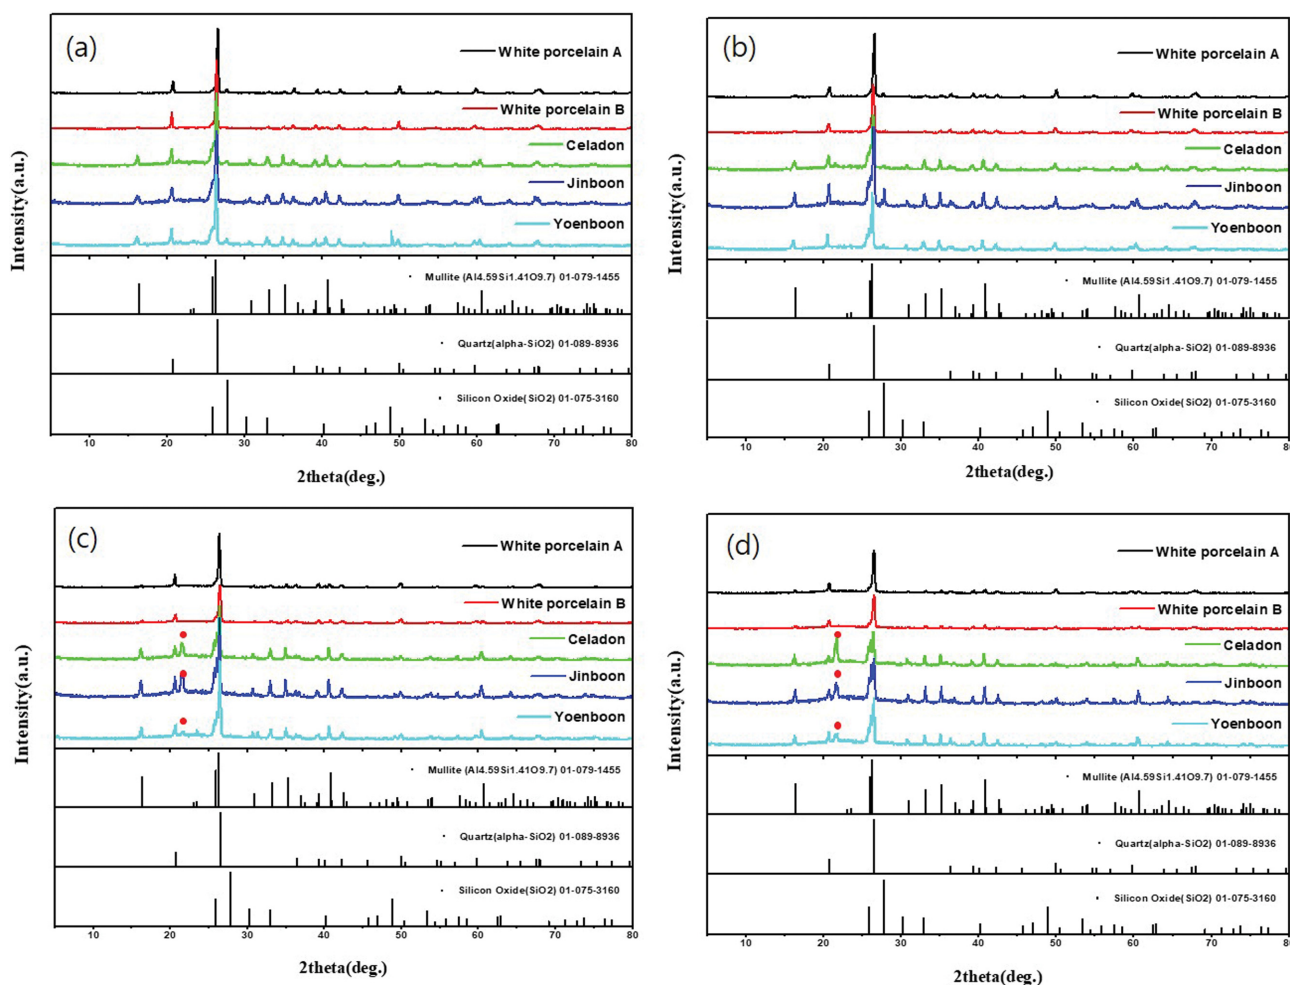 (a)
White porcelain A
White porcelain B
Celadon
Jinboon
Yoenboon
Mullite (Al4.59Si1.41O9.7) 01-079-1455
Quartz(alpha-SiO2) 01-089-8936
Silicon Oxide(SiO2) 01-075-3160
Intensity(a.u.)
10 20 30 40 50 60 70 80
2theta(deg.)
(b)
White porcelain A
White porcelain B
Celadon
Jinboon
Yoenboon
Mullite (Al4.59Si1.41O9.7) 01-079-1455
Quartz(alpha-SiO2) 01-089-8936
Silicon Oxide(SiO2) 01-075-3160
Intensity(a.u.)
10 20 30 40 50 60 70 80
2theta(deg.)
(c)
White porcelain A
White porcelain B
Celadon
Jinboon
Yoenboon
Mullite (Al4.59Si1.41O9.7) 01-079-1455
Quartz(alpha-SiO2) 01-089-8936
Silicon Oxide(SiO2) 01-075-3160
Intensity(a.u.)
10 20 30 40 50 60 70 80
2theta(deg.)
(d)
White porcelain A
White porcelain B
Celadon
Jinboon
Yoenboon
Mullite (Al4.59Si1.41O9.7) 01-079-1455
Quartz(alpha-SiO2) 01-089-8936
Silicon Oxide(SiO2) 01-075-3160
Intensity(a.u.)
10 20 30 40 50 60 70 80
2theta(deg.)